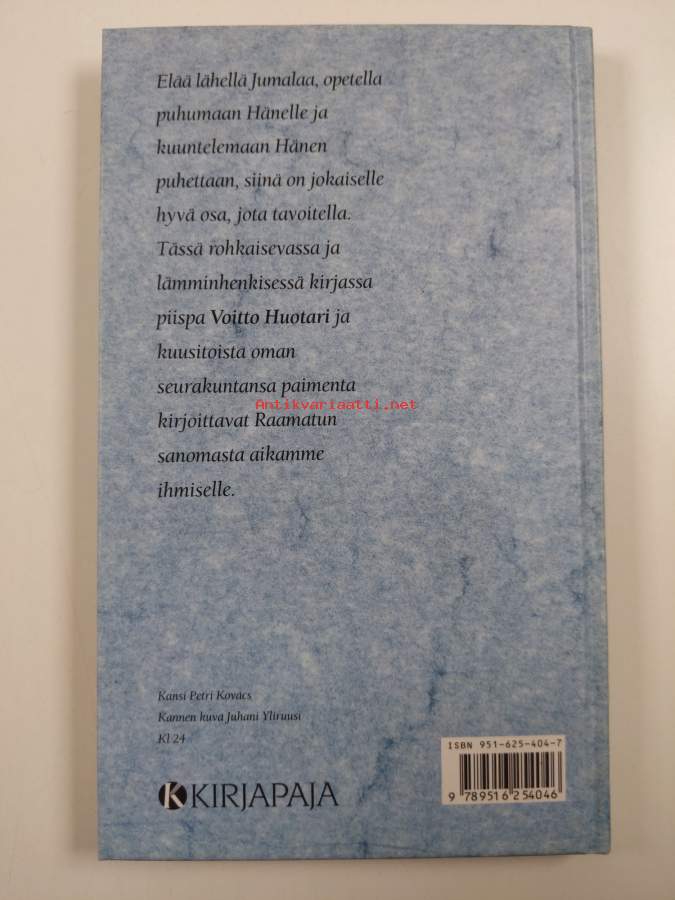 Elää lähellä Jumalaa, opetella
puhumaan Hänelle ja
kuuntelemaan Hänen
puhettaan, siinä on jokaiselle
hyvä osa, jota tavoitella.
Tässä rohkaisevassa ja
lämminhenkisessä kirjassa
piispa Voitto Huotari ja
kuusitoista oman
seurakuntansa paimenta
Antikvariaatti.net
kirjoittavat Raamatun
sanomasta aikamme
ihmiselle.
Kansi Petri Kovács
Kannen kuva Juhani Yliruusi
Kl 24
K KIRJAPAJA
ISBN 951-625-404-7
9 789516 254046